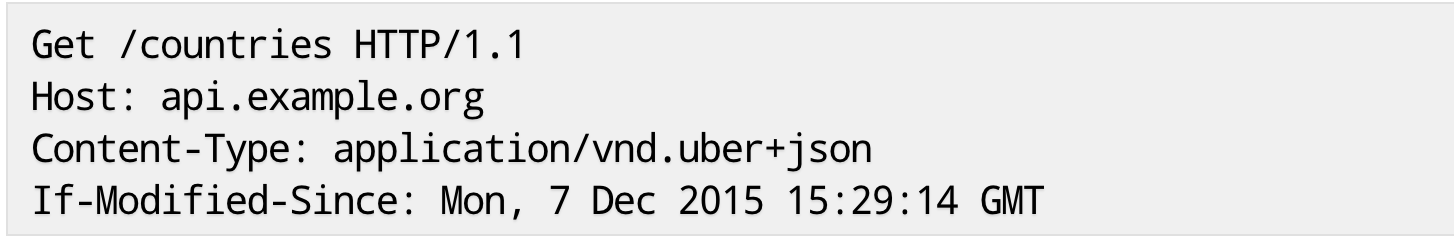 Get /countries HTTP/1.1
Host: api.example.org
Content-Type: application/vnd.uber+json
If-Modified-Since: Mon, 7 Dec 2015 15:29:14 GMT